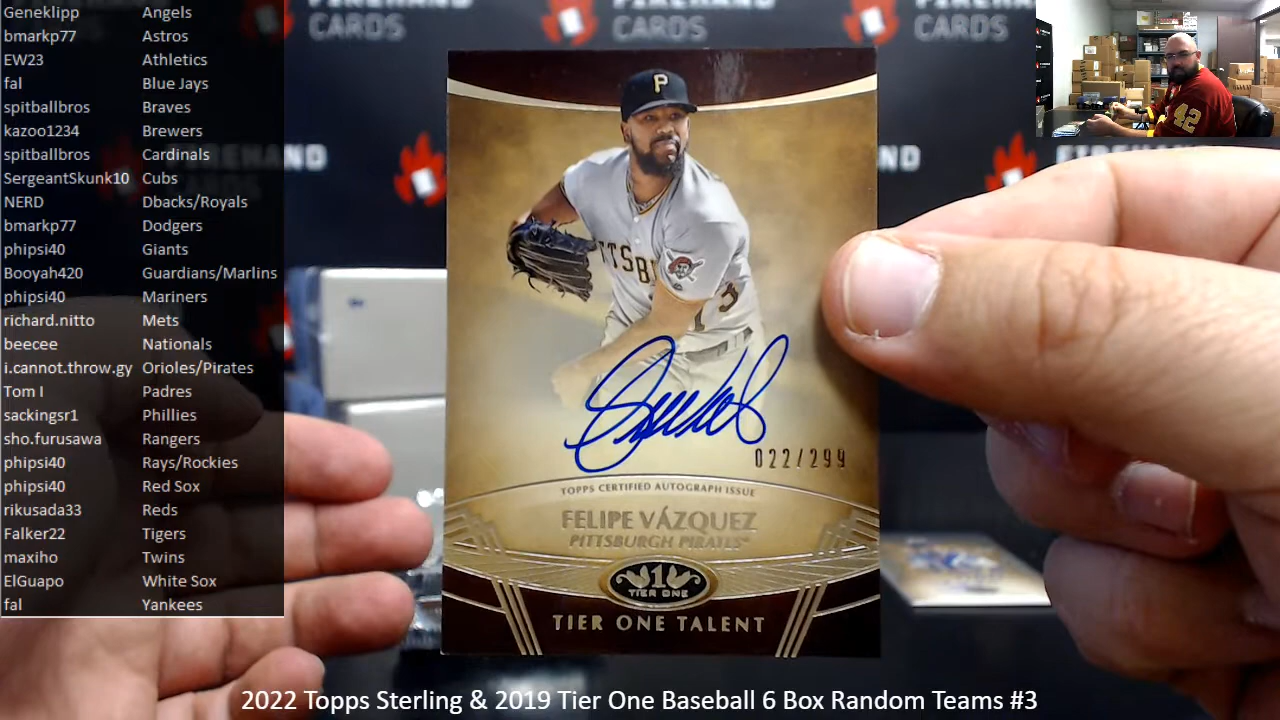 Geneklipp Angels
bmarkp77 Astros
EW23 Athletics
fal Blue Jays
spitballbros Braves
kazoo1234 Brewers
spitballbros Cardinals
SergeantSkunk10 Cubs
NERD Dbacks/Royals
bmarkp77 Dodgers
phipsi40 Giants
Booyah420 Guardians/Marlins
phipsi40 Mariners
richard.nitto Mets
beecee Nationals
i.cannot.throw.gy Orioles/Pirates
Tom I Padres
sackingsr1 Phillies
sho.furusawa Rangers
phipsi40 Rays/Rockies
phipsi40 Red Sox
rikusada33 Reds
Falker22 Tigers
maxiho Twins
ElGuapo White Sox
fal Yankees
FIREHAND
CARDS
FIREHAND
CARDS
42
P
TTSBU
3
022/299
TOPPS CERTIFIED AUTOGRAPH ISSUE
FELIPE VÁZQUEZ
PITTSBURGH PIRATES
1
TIER ONE
TIER ONE TALENT
2022 Topps Sterling & 2019 Tier One Baseball 6 Box Random Teams #3